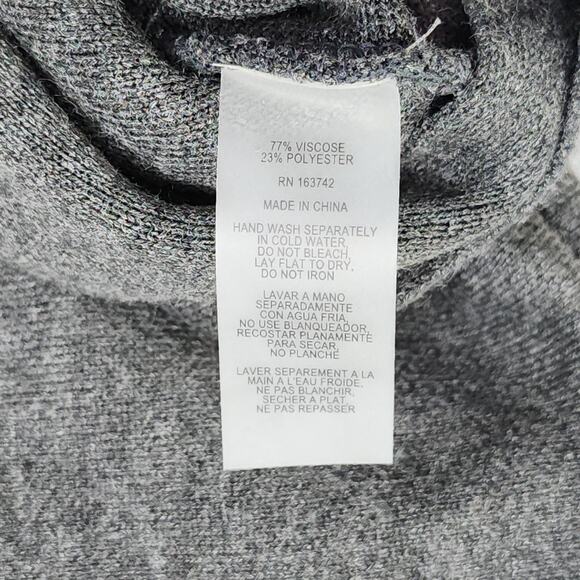 77% VISCOSE
23% POLYESTER
RN 163742
MADE IN CHINA
HAND WASH SEPARATELY
IN COLD WATER,
DO NOT BLEACH,
LAY FLAT TO DRY,
DO NOT IRON
LAVAR A MANO
SEPARADAMENTE
CON AGUA FRIA,
NO USE BLANQUEADOR,
RECOSTAR PLANAMENTE
PARA SECAR,
NO PLANCHÉ
LAVER SEPAREMENT A LA
MAIN A L'EAU FROIDE,
NE PAS BLANCHIR,
SECHER A PLAT,
NE PAS REPASSER